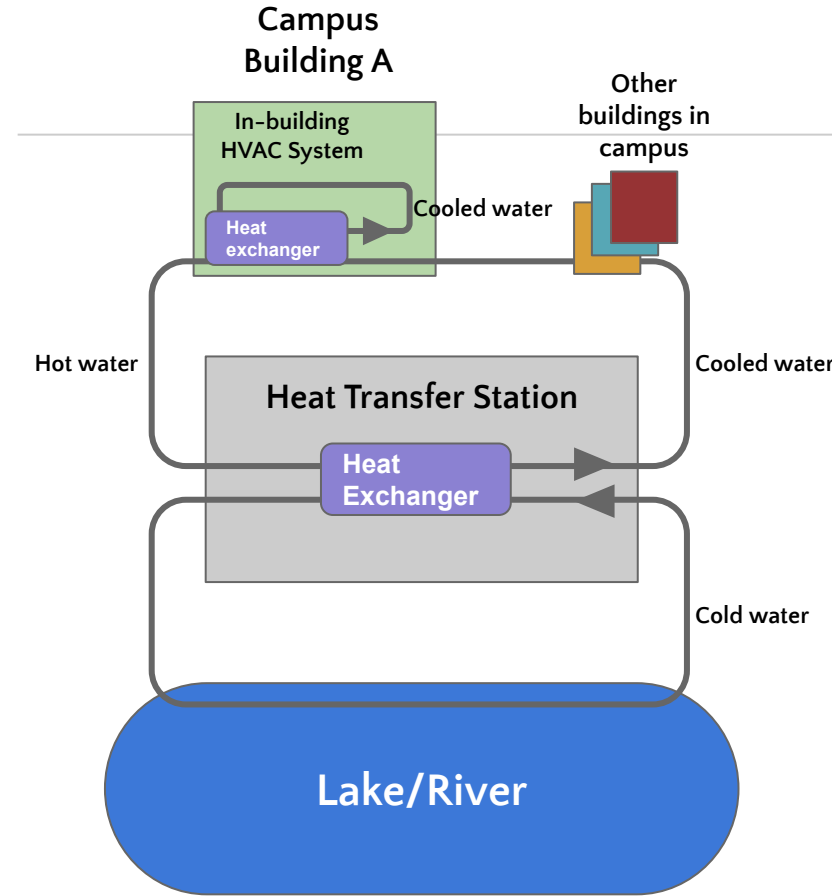 Campus
Building A
In-building
HVAC System
Other
buildings in
campus
Cooled water
Heat
exchanger
Hot water
Cooled water
Heat Transfer Station
Heat
Exchanger
Cold water
Lake/River